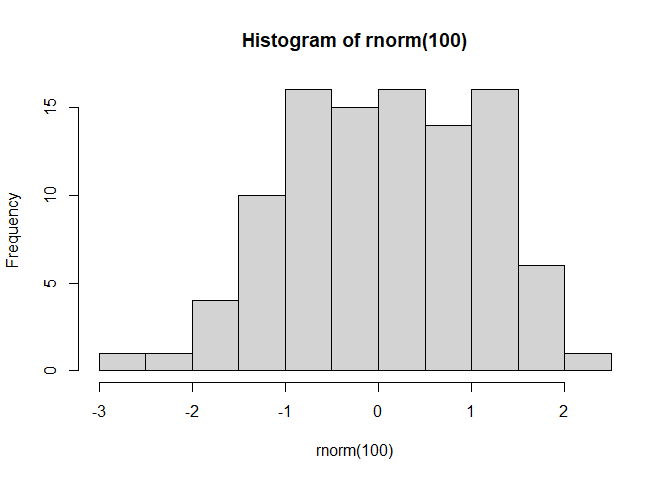 Histogram of rnorm(100)
Frequency
15
10
5
0
-3 -2 -1 0 1 2
rnorm(100)